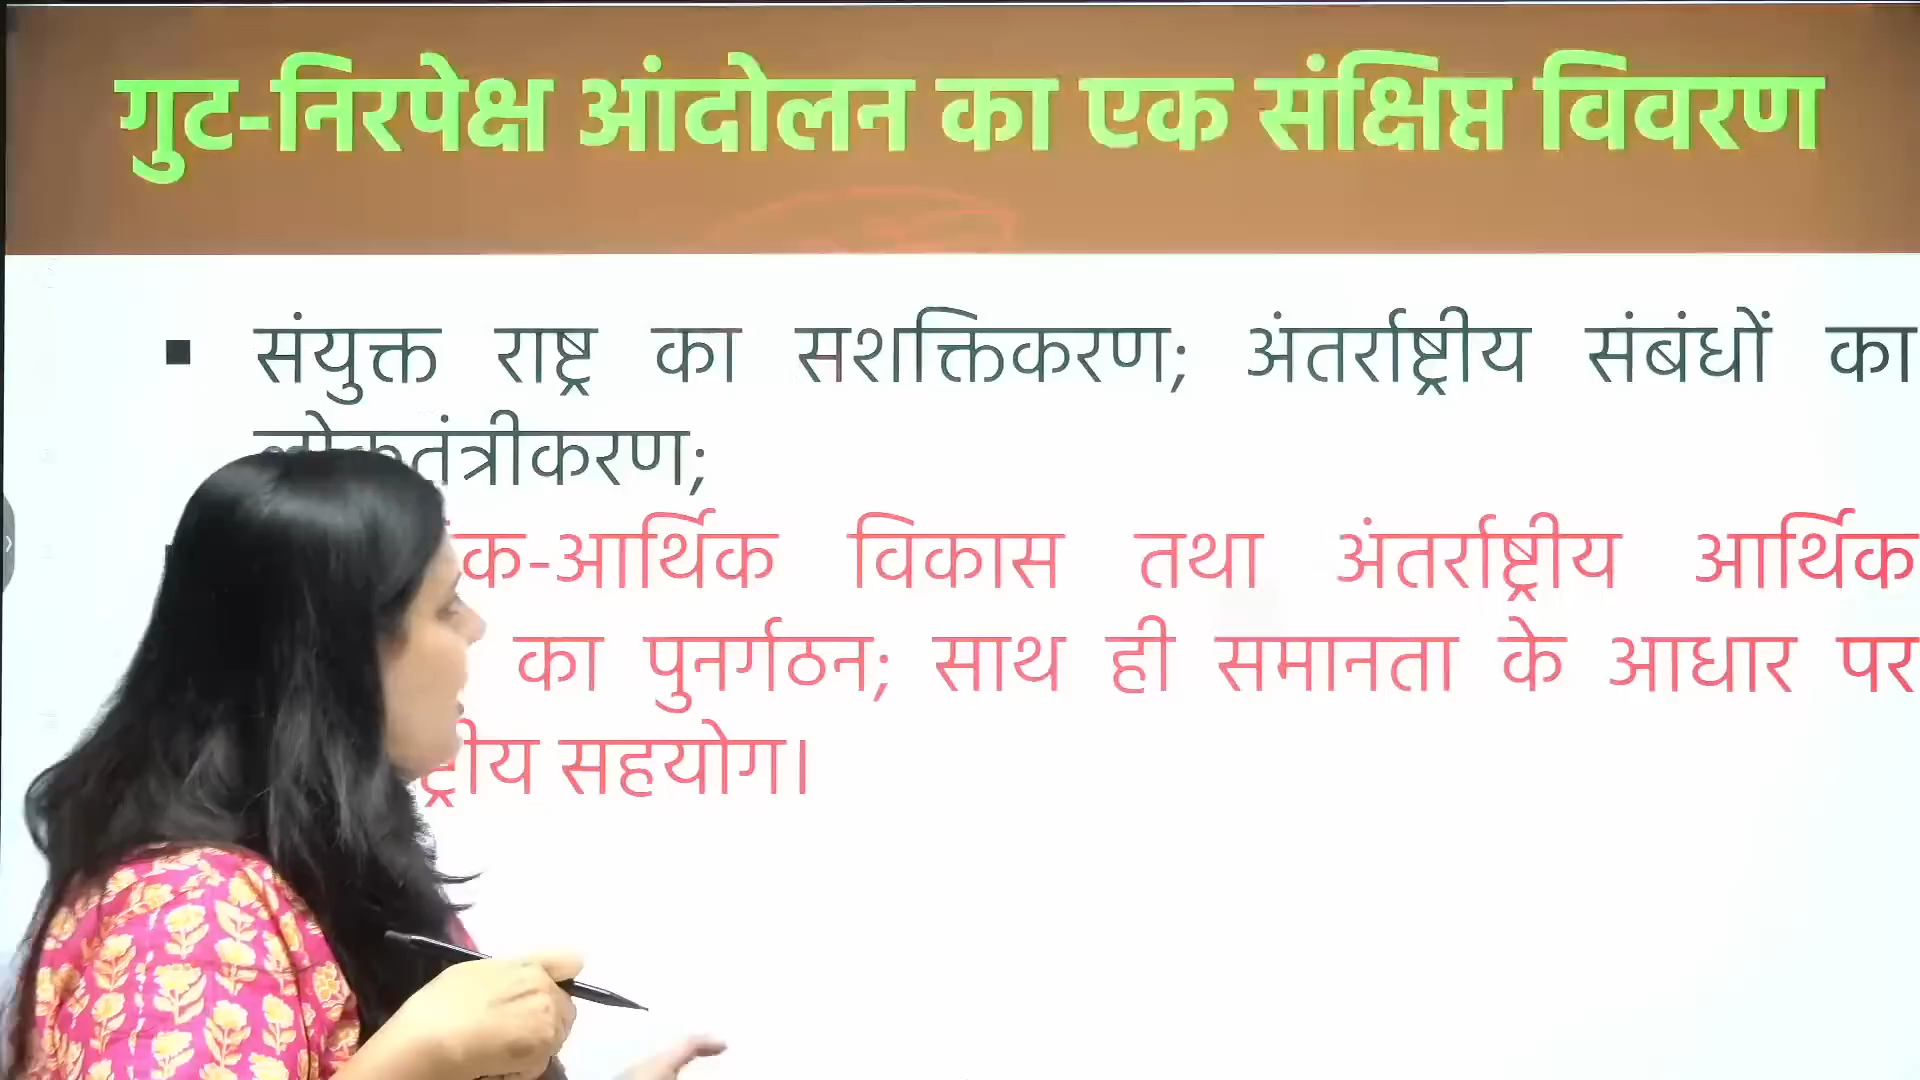 गुट-निरपेक्ष आंदोलन का एक संक्षिप्त विवरण
▪ संयुक्त राष्ट्र का सशक्तिकरण; अंतर्राष्ट्रीय संबंधों का
लोकतंत्रीकरण;
आर्थिक विकास तथा अंतर्राष्ट्रीय आर्थिक
का पुनर्गठन; साथ ही समानता के आधार पर
सहयोग।